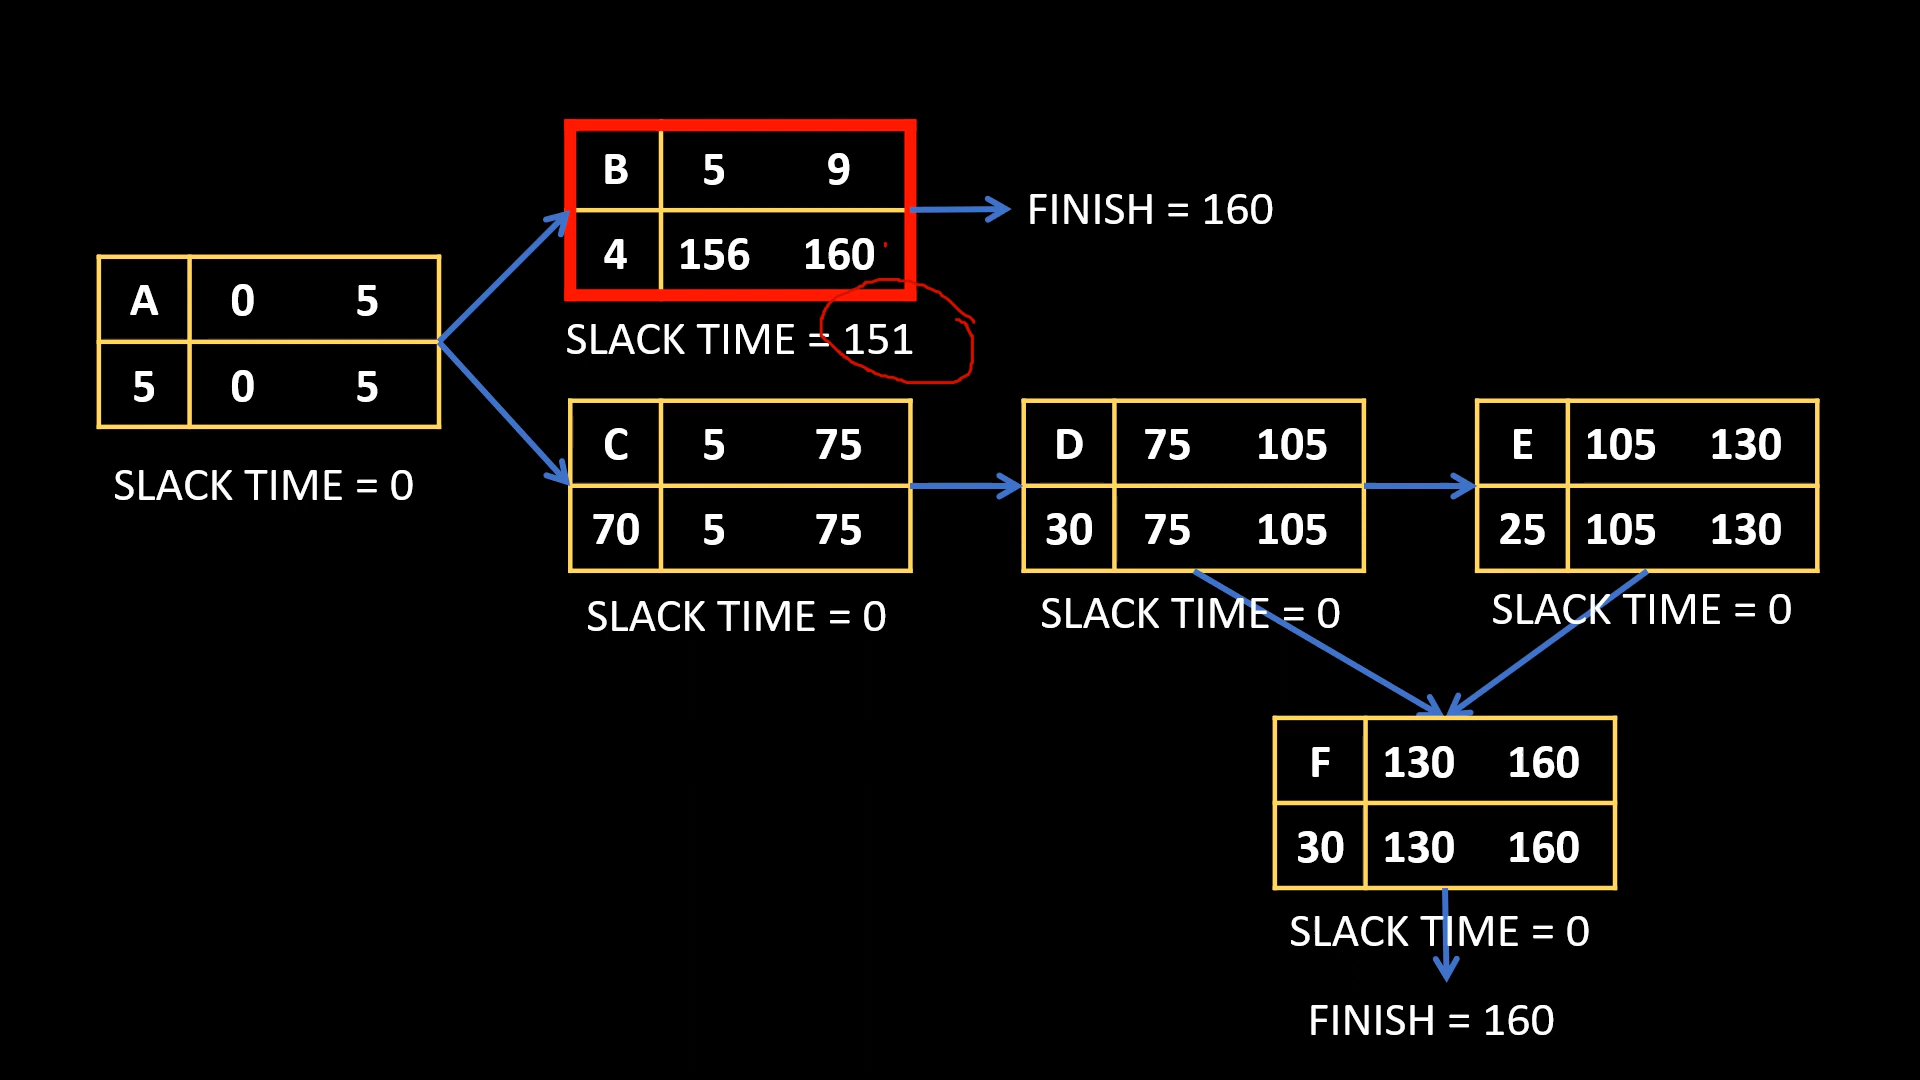 A 0 5
5 0 5
SLACK TIME = 0
B 5 9
4 156 160
SLACK TIME = 151
FINISH = 160
C 5 75
70 5 75
SLACK TIME = 0
D 75 105
30 75 105
SLACK TIME = 0
E 105 130
25 105 130
SLACK TIME = 0
F 130 160
30 130 160
SLACK TIME = 0
FINISH = 160